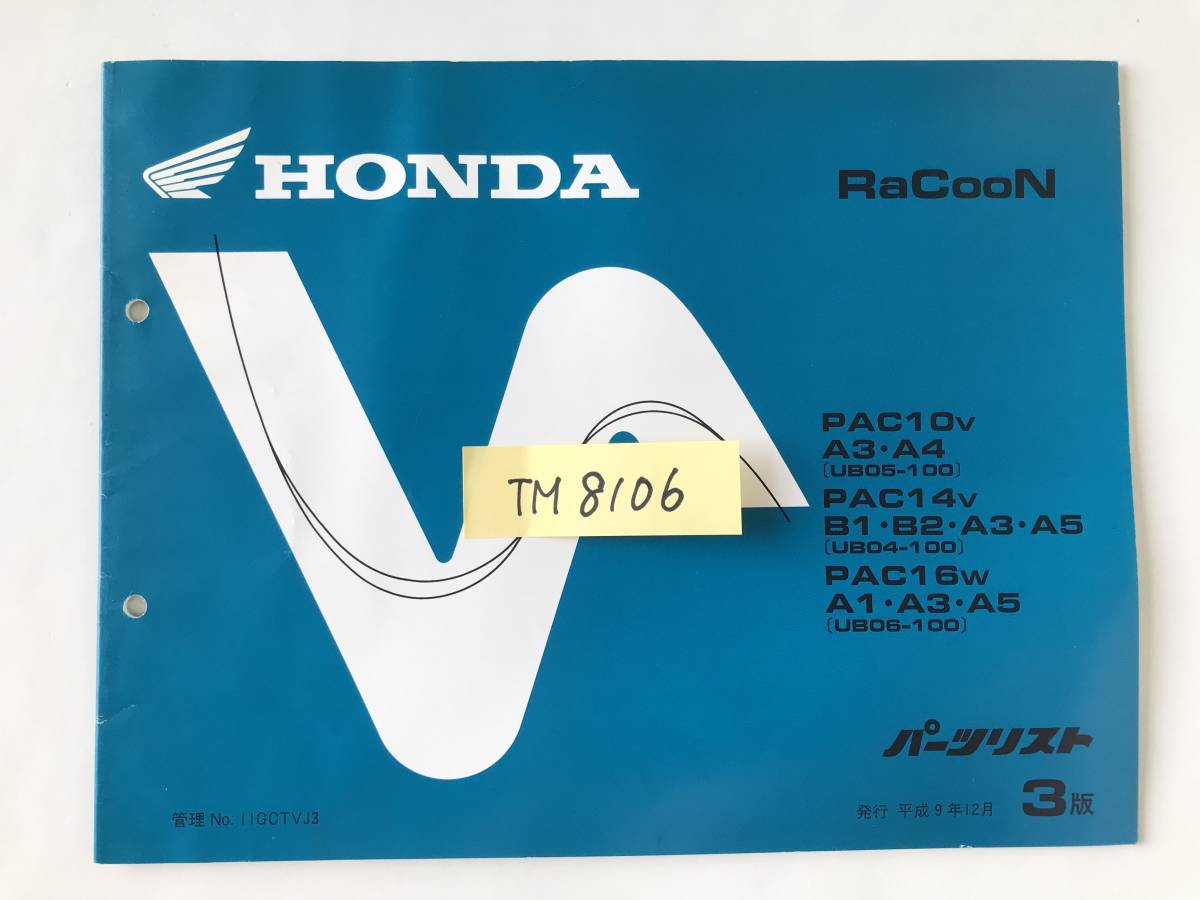 HONDA
RaCooN
PAC10V
A3・A4
〔UB05-100〕
PAC14V
B1・B2・A3・A5
〔UB04-100〕
PAC16W
A1・A3・A5
〔UB06-100〕
TM 8106
パーツリスト
管理 No. 11GCTVJ3
発行 平成9年12月 3版